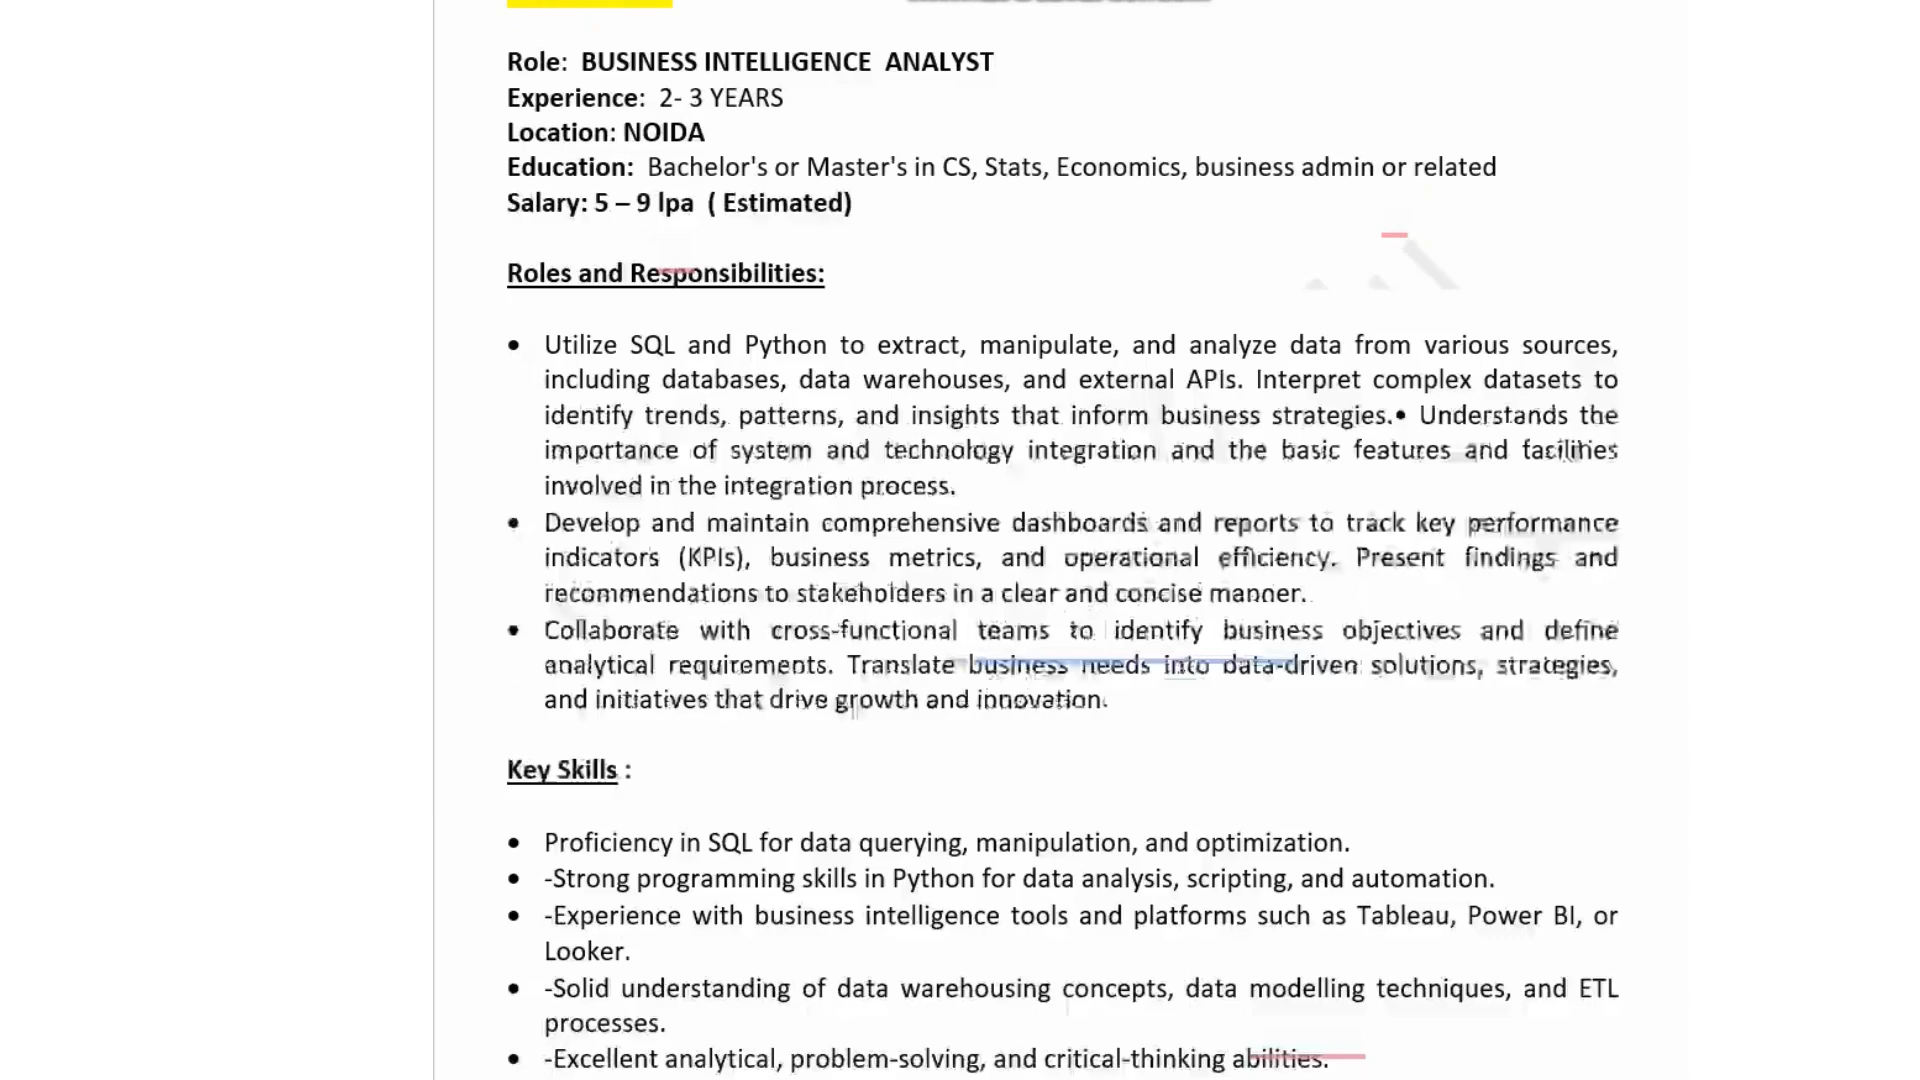 Role:  BUSINESS INTELLIGENCE  ANALYST
Experience:  2- 3 YEARS
Location: NOIDA
Education:  Bachelor's or Master's in CS, Stats, Economics, business admin or related
Salary: 5 – 9 lpa  ( Estimated)
Roles and Responsibilities:
• Utilize SQL and Python to extract, manipulate, and analyze data from various sources,
including databases, data warehouses, and external APIs. Interpret complex datasets to
identify trends, patterns, and insights that inform business strategies.• Understands the
importance of system and technology integration and the basic features and facilities
involved in the integration process.
• Develop and maintain comprehensive dashboards and reports to track key performance
indicators (KPIs), business metrics, and operational efficiency. Present findings and
recommendations to stakeholders in a clear and concise manner.
• Collaborate with cross-functional teams to identify business objectives and define
analytical requirements. Translate business needs into data-driven solutions, strategies,
and initiatives that drive growth and innovation.
Key Skills :
• Proficiency in SQL for data querying, manipulation, and optimization.
• -Strong programming skills in Python for data analysis, scripting, and automation.
• -Experience with business intelligence tools and platforms such as Tableau, Power BI, or
Looker.
• -Solid understanding of data warehousing concepts, data modelling techniques, and ETL
processes.
• -Excellent analytical, problem-solving, and critical-thinking abilities.